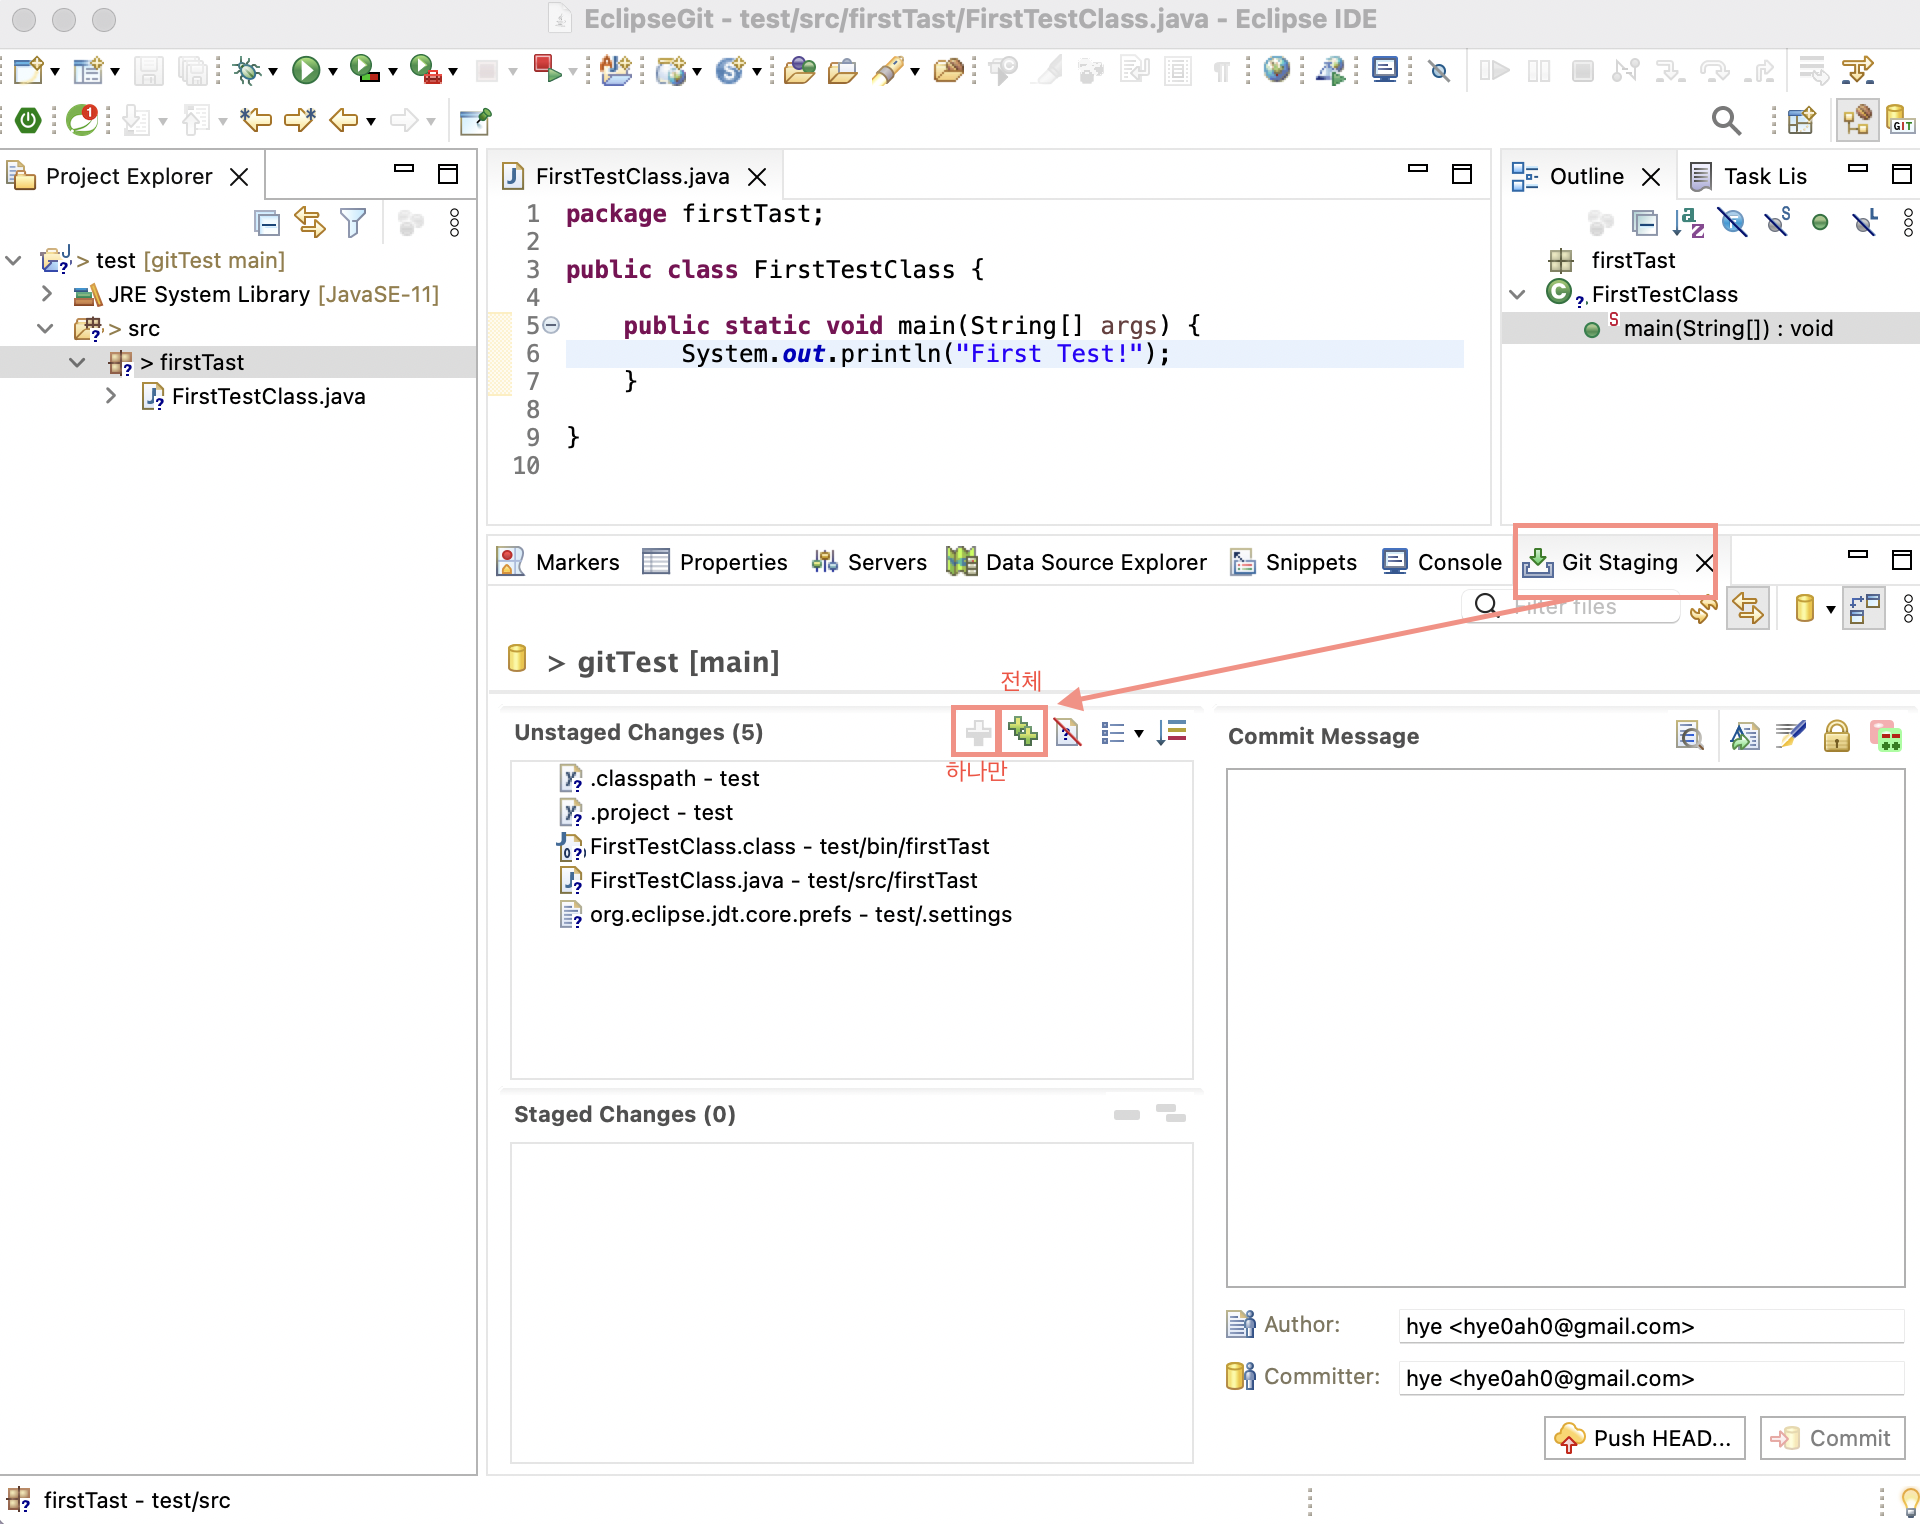 EclipseGit - test/src/firstTast/FirstTestClass.java - Eclipse IDE
1
GIT
Project Explorer
> test [gitTest main]
JRE System Library [JavaSE-11]
> src
> firstTast
FirstTestClass.java
FirstTestClass.java
1 package firstTast;
2
3 public class FirstTestClass {
4
5 public static void main(String[] args) {
6 System.out.println("First Test!");
7 }
8
9 }
10
Outline
Task Lis
firstTast
FirstTestClass
main(String[]) : void
Markers
Properties
Servers
Data Source Explorer
Snippets
Console
Git Staging
Filter files
> gitTest [main]
전체
Unstaged Changes (5)
하나만
.classpath - test
.project - test
FirstTestClass.class - test/bin/firstTast
FirstTestClass.java - test/src/firstTast
org.eclipse.jdt.core.prefs - test/.settings
Staged Changes (0)
Commit Message
Author:
hye <hye0ah0@gmail.com>
Committer:
hye <hye0ah0@gmail.com>
Push HEAD...
Commit
firstTast - test/src